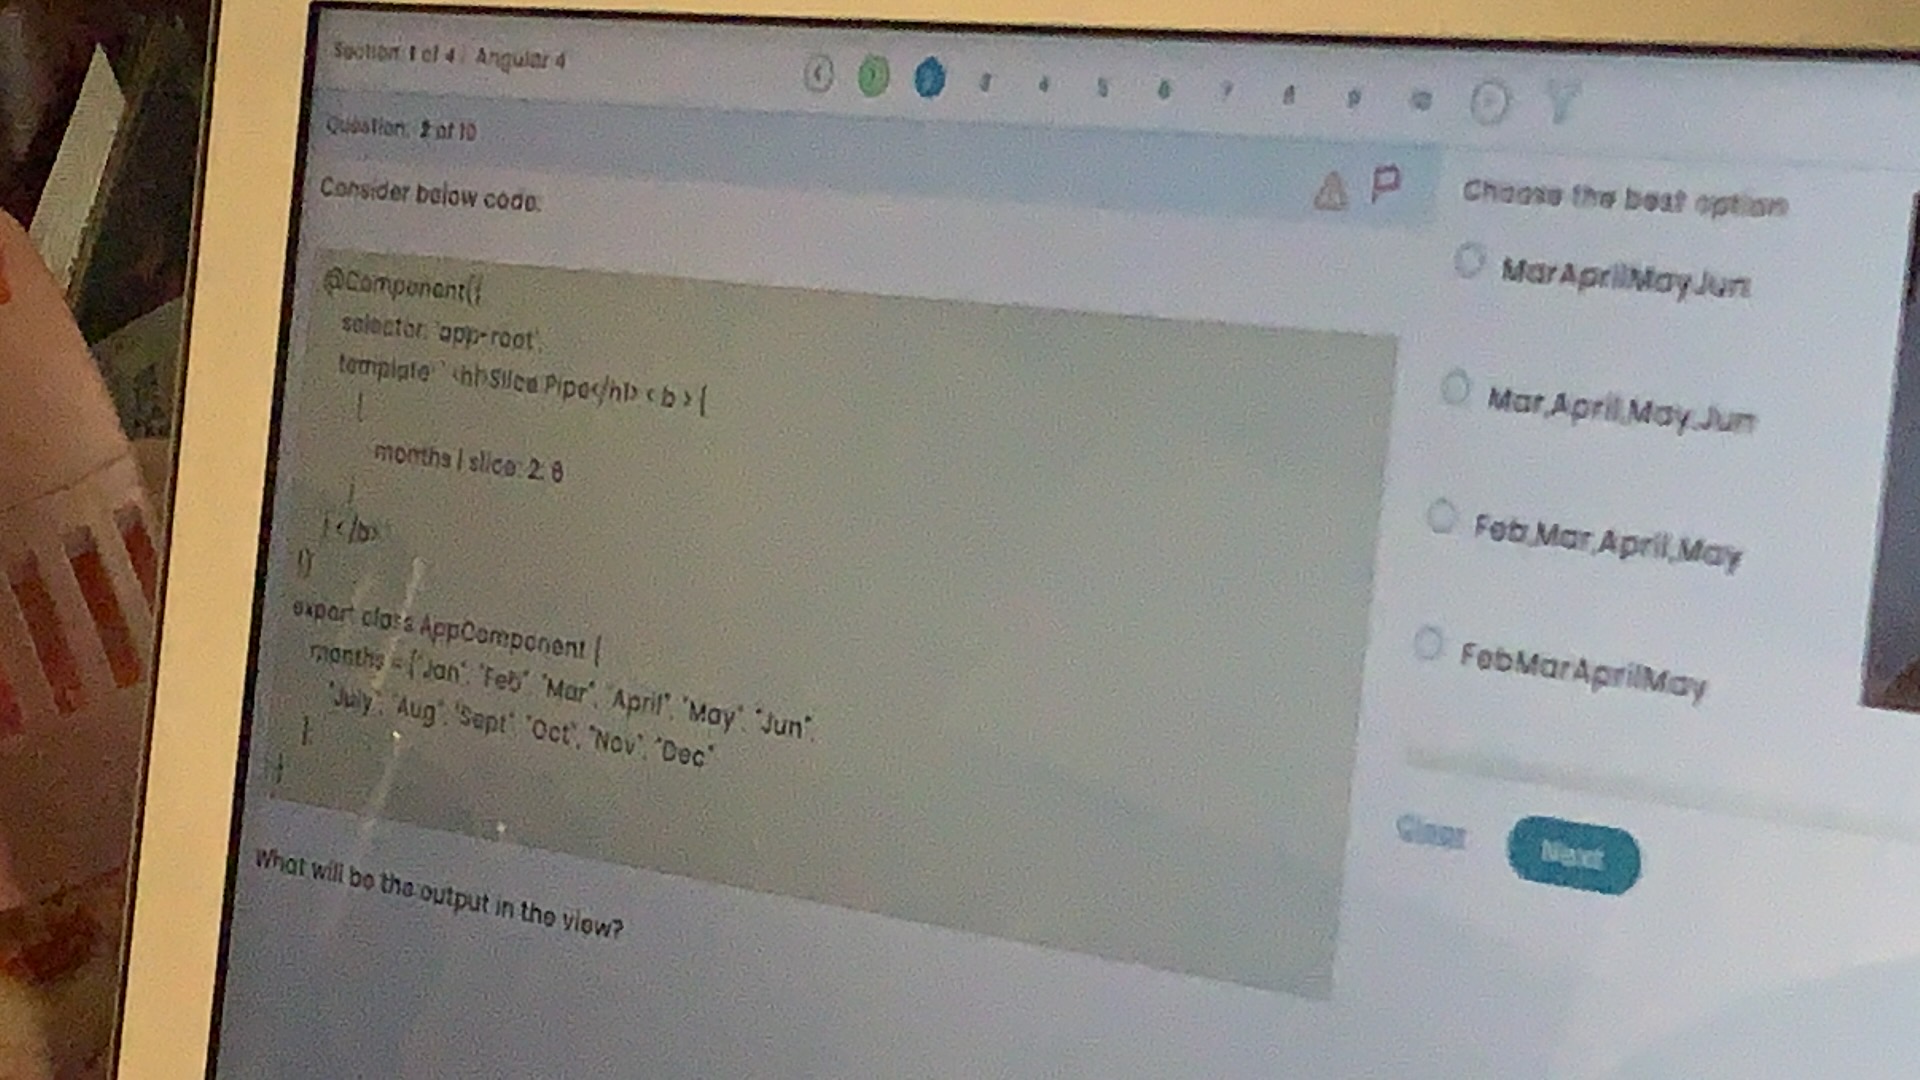 Section 1 of 4 Angular 4
3 4 5 6 7 8 9 10
Question: 2 of 10
Consider below code.
@Component({
selector: 'app-root',
template: ` <h1>Slice Pipe</h1> < b > {
{
months | slice: 2: 6
}
} </b> `
})
export class AppComponent {
months = ["Jan", "Feb", "Mar", "April", "May", "Jun",
"July", "Aug", "Sept", "Oct", "Nov", "Dec"
];
}
What will be the output in the view?
Choose the best option
MarAprilMayJun
Mar,April,May,Jun
Feb,Mar,April,May
FebMarAprilMay
Clear
Next